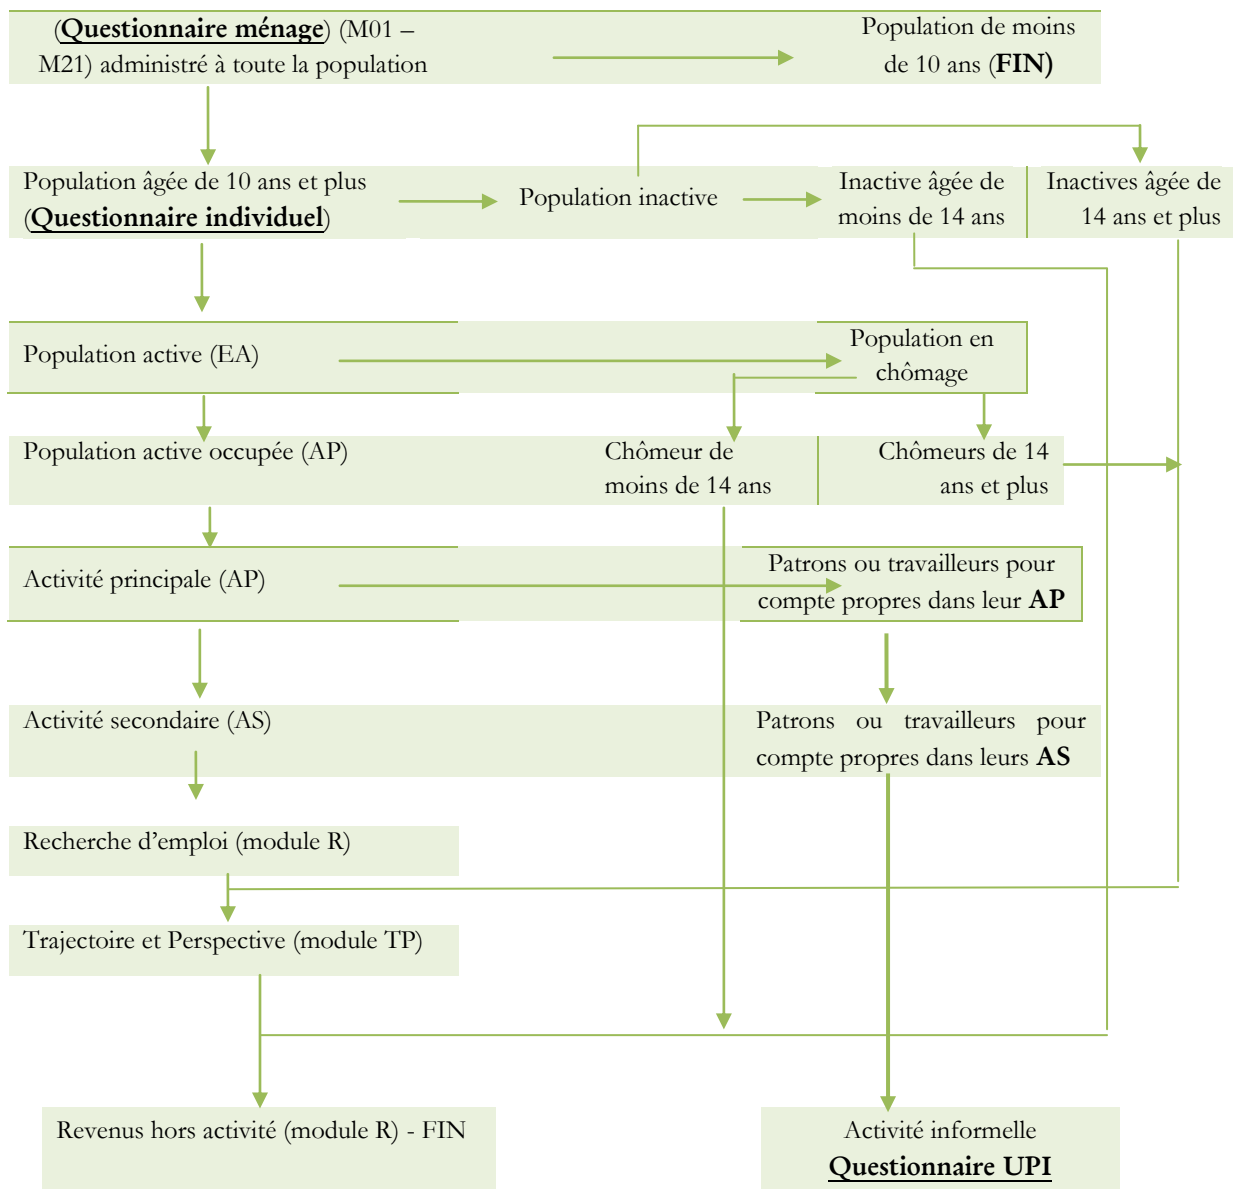 (Questionnaire ménage) (M01 –
M21) administré à toute la population
Population de moins
de 10 ans (FIN)
Population âgée de 10 ans et plus
(Questionnaire individuel)
Population inactive
Inactive âgée de
moins de 14 ans
Inactives âgée de
14 ans et plus
Population active (EA)
Population en
chômage
Population active occupée (AP)
Chômeur de
moins de 14 ans
Chômeurs de 14
ans et plus
Activité principale (AP)
Patrons ou travailleurs pour
compte propres dans leur AP
Activité secondaire (AS)
Patrons ou travailleurs pour
compte propres dans leurs AS
Recherche d’emploi (module R)
Trajectoire et Perspective (module TP)
Revenus hors activité (module R) - FIN
Activité informelle
Questionnaire UPI